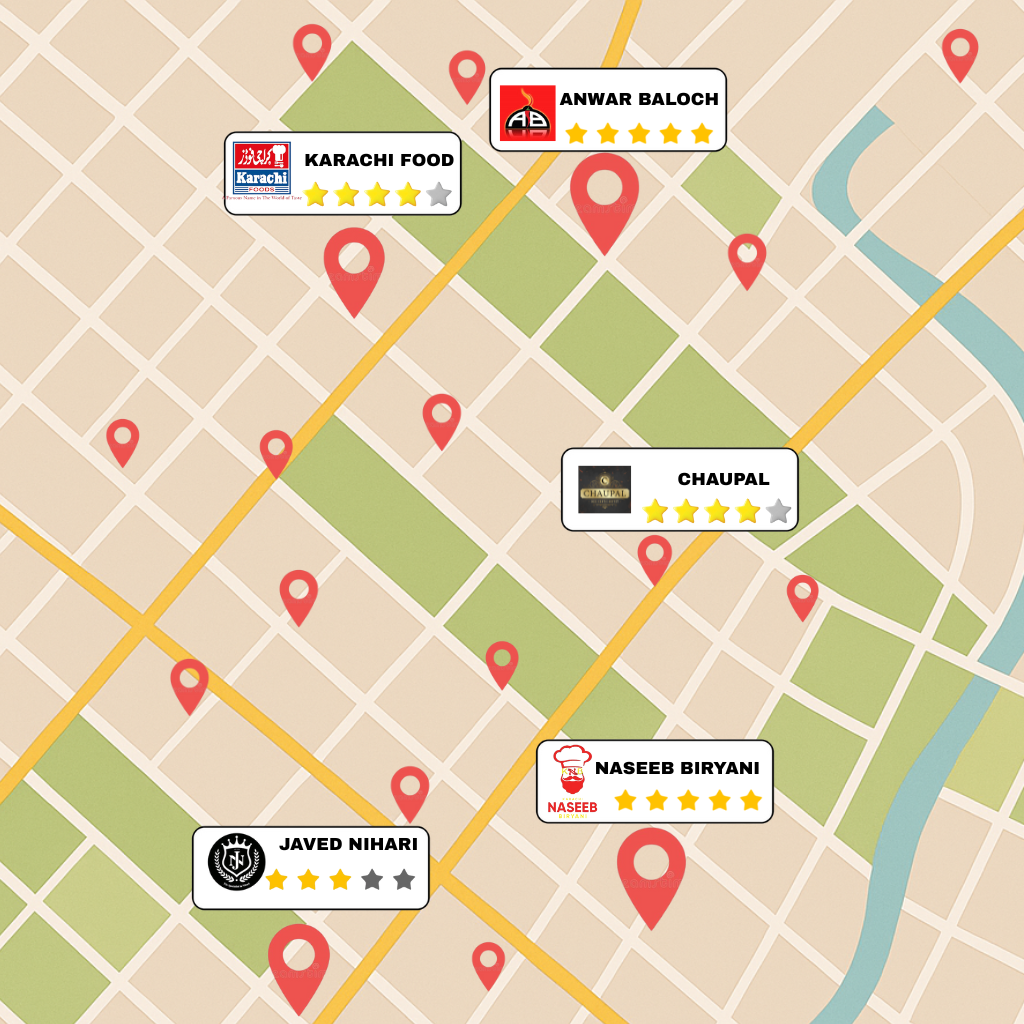 ANWAR BALOCH
AB
کراچی فوڈز
Karachi
FOODS
A Famous Name in The World of Taste
KARACHI FOOD
CHAUPAL
CHAUPAL
NASEEB BIRYANI
NASEEB
BIRYANI
JAVED NIHARI